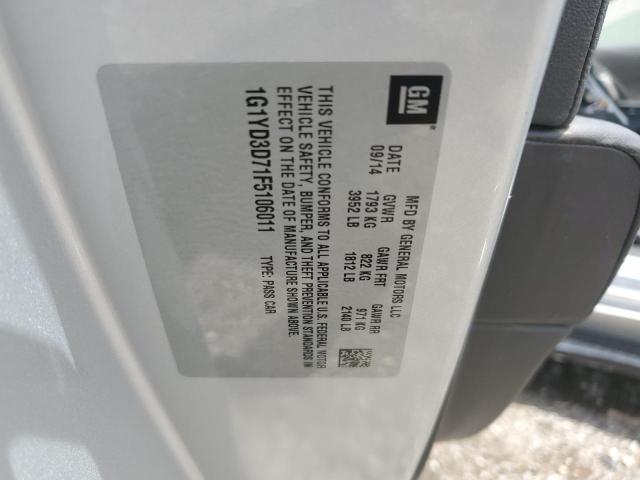 GM
MFD BY GENERAL MOTORS LLC
DATE GVWR GAWR FRT GAWR RR
09/14 1793 KG 822 KG 971 KG
3952 LB 1812 LB 2140 LB
THIS VEHICLE CONFORMS TO ALL APPLICABLE U.S. FEDERAL MOTOR
VEHICLE SAFETY, BUMPER, AND THEFT PREVENTION STANDARDS IN
EFFECT ON THE DATE OF MANUFACTURE SHOWN ABOVE.
1G1YD3D71F5106011 TYPE: PASS CAR